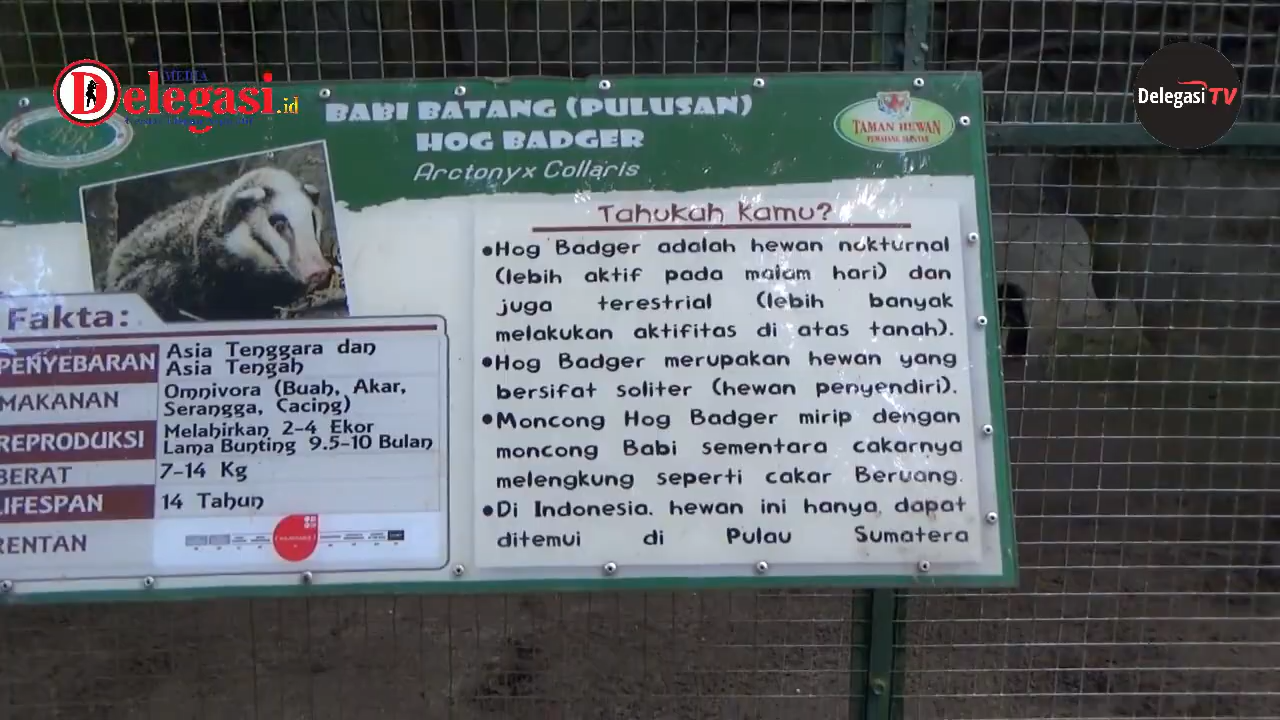 MEDIA
Delegasi.id
Delegasi TV
BABI BATANG (PULUSAN)
HOG BADGER
Arctonyx Collaris
TAMAN HEWAN
PEMATANG SIANTAR
Fakta:
PENYEBARAN Asia Tenggara dan
Asia Tengah
MAKANAN Omnivora (Buah, Akar,
Serangga, Cacing)
REPRODUKSI Melahirkan 2-4 Ekor
Lama Bunting 9.5-10 Bulan
BERAT 7-14 Kg
LIFESPAN 14 Tahun
RENTAN
Tahukah Kamu?
•Hog Badger adalah hewan nokturnal
(lebih aktif pada malam hari) dan
juga terestrial (lebih banyak
melakukan aktifitas di atas tanah).
•Hog Badger merupakan hewan yang
bersifat soliter (hewan penyendiri).
•Moncong Hog Badger mirip dengan
moncong Babi sementara cakarnya
melengkung seperti cakar Beruang.
•Di Indonesia. hewan ini hanya dapat
ditemui di Pulau Sumatera